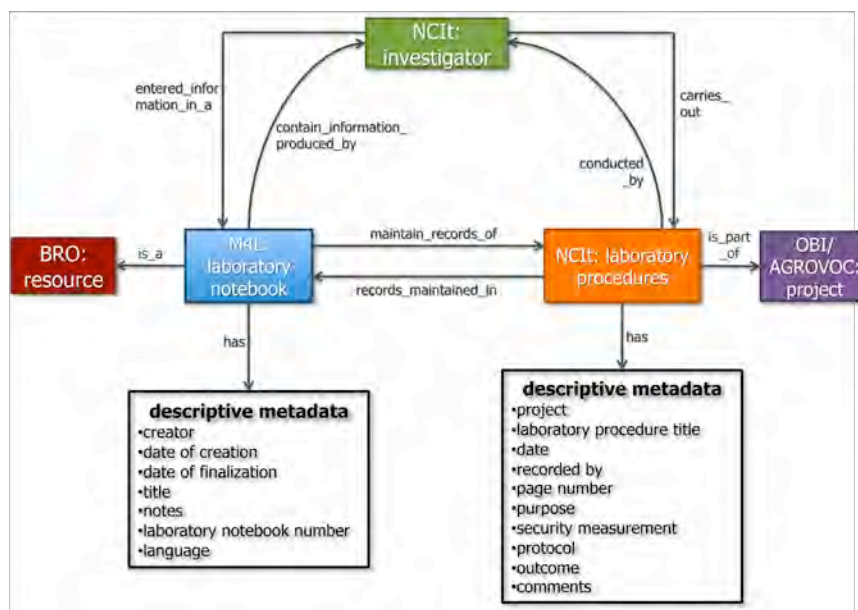 NCIt:
investigator
entered_infor
mation_in_a
contain_information_
produced_by
carries_
out
conducted
_by
BRO:
resource
is_a
M4L:
laboratory
notebook
maintain_records_of
records_maintained_in
NCIt: laboratory
procedures
is_part
_of
OBI/
AGROVOC:
project
has
has
descriptive metadata
•creator
•date of creation
•date of finalization
•title
•notes
•laboratory notebook number
•language
descriptive metadata
•project
•laboratory procedure title
•date
•recorded by
•page number
•purpose
•security measurement
•protocol
•outcome
•comments